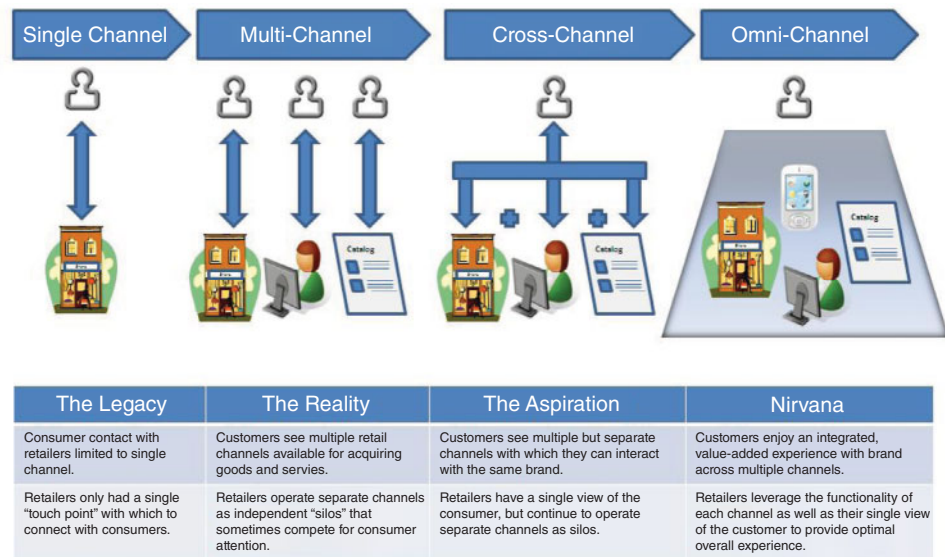 Single Channel
Multi-Channel
Cross-Channel
Omni-Channel
Catalog
Catalog
Catalog
The Legacy
The Reality
The Aspiration
Nirvana
Consumer contact with
retailers limited to single
channel.
Customers see multiple retail
channels available for acquiring
goods and servies.
Customers see multiple but separate
channels with which they can interact
with the same brand.
Customers enjoy an integrated,
value-added experience with brand
across multiple channels.
Retailers only had a single
“touch point” with which to
connect with consumers.
Retailers operate separate channels
as independent “silos” that
sometimes compete for consumer
attention.
Retailers have a single view of the
consumer, but continue to operate
separate channels as silos.
Retailers leverage the functionality of
each channel as well as their single view
of the customer to provide optimal
overall experience.